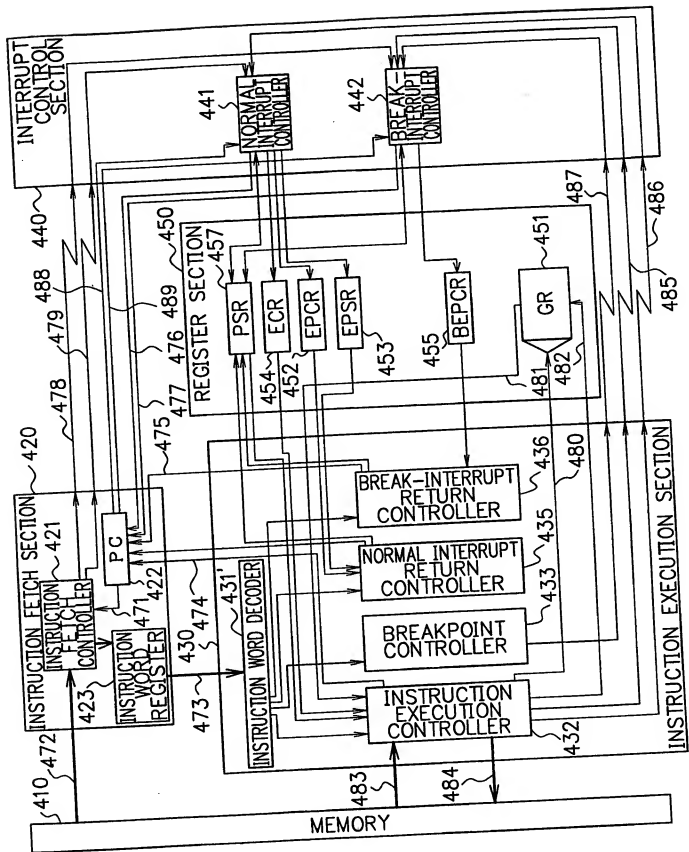 INTERRUPT
CONTROL
SECTION
440
NORMAL
INTERRUPT
CONTROLLER
441
BREAK-
INTERRUPT
CONTROLLER
442
478
479
488
489
476
477
475
487
486
485
REGISTER SECTION
450
PSR
457
ECR
454
EPCR
452
EPSR
453
BEPCR
455
GR
451
481
482
480
INSTRUCTION FETCH SECTION
420
INSTRUCTION
FETCH
CONTROLLER
421
PC
422
471
INSTRUCTION
WORD
REGISTER
423
410
472
473
430
474
INSTRUCTION WORD DECODER
431'
BREAK-INTERRUPT
RETURN
CONTROLLER
436
NORMAL INTERRUPT
RETURN
CONTROLLER
435
BREAKPOINT
CONTROLLER
433
INSTRUCTION
EXECUTION
CONTROLLER
432
INSTRUCTION EXECUTION SECTION
483
484
MEMORY